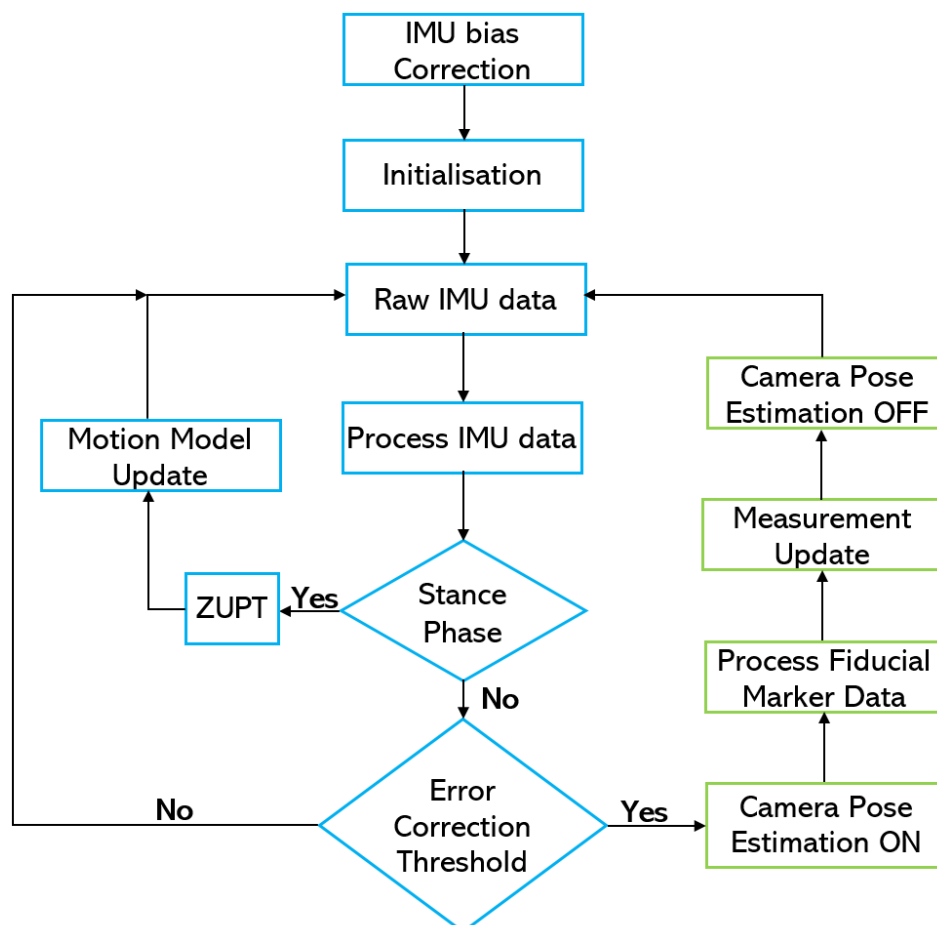 IMU bias
Correction
Initialisation
Raw IMU data
Camera Pose
Estimation OFF
Process IMU data
Motion Model
Update
Measurement
Update
Stance
Phase
Yes
ZUPT
No
Process Fiducial
Marker Data
Error
Correction
Threshold
No
Yes
Camera Pose
Estimation ON